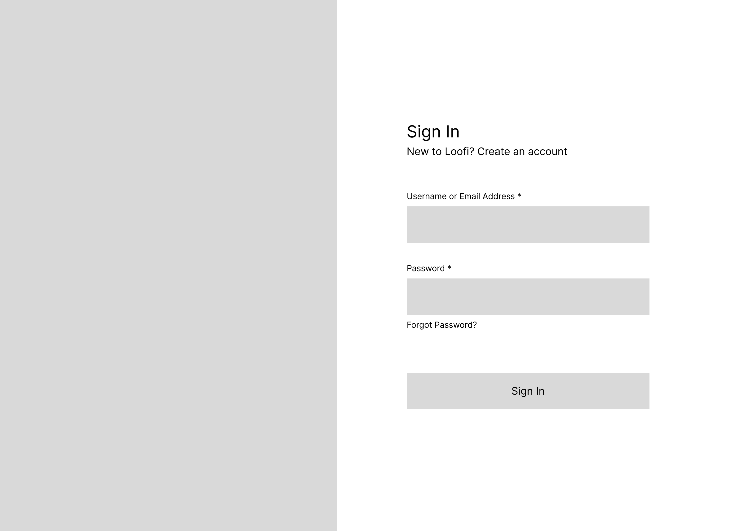 Sign In
New to Loofi? Create an account
Username or Email Address *
Password *
Forgot Password?
Sign In